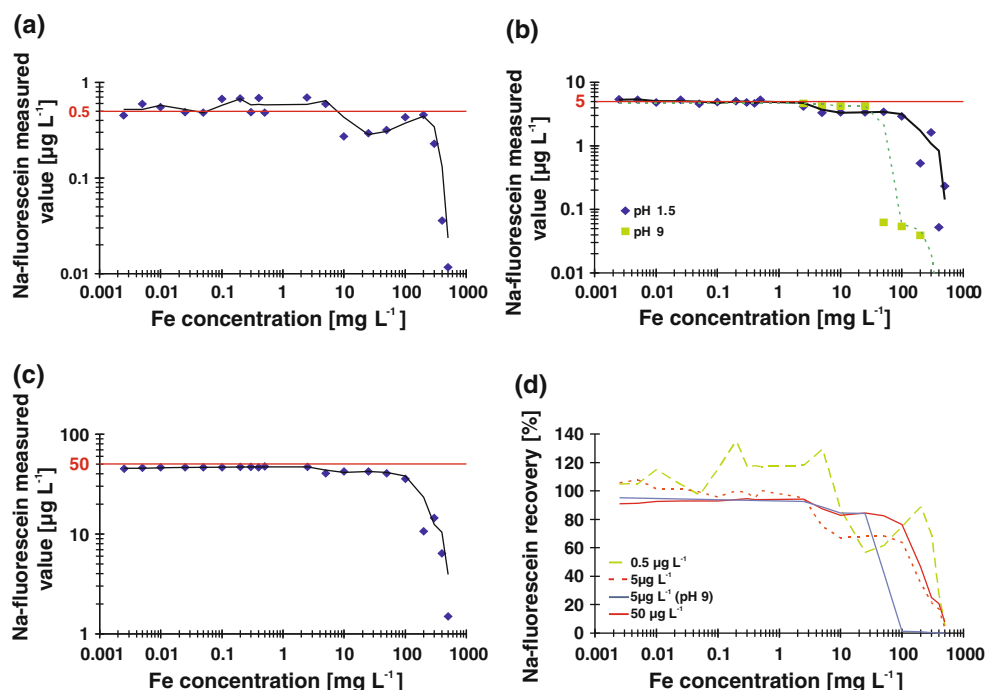 (a)
Na-fluorescein measured
value [µg L⁻¹]
1
0.5
0.1
0.01
0.001 0.01 0.1 1 10 100 1000
Fe concentration [mg L⁻¹]
(b)
Na-fluorescein measured
value [µg L⁻¹]
10
5
1
0.1
0.01
pH 1.5
pH 9
0.001 0.01 0.1 1 10 100 1000
Fe concentration [mg L⁻¹]
(c)
Na-fluorescein measured
value [µg L⁻¹]
100
50
10
1
0.001 0.01 0.1 1 10 100 1000
Fe concentration [mg L⁻¹]
(d)
Na-fluorescein recovery [%]
140
120
100
80
60
40
20
0
0.5 µg L⁻¹
5µg L⁻¹
5µg L⁻¹ (pH 9)
50 µg L⁻¹
0.001 0.01 0.1 1 10 100 1000
Fe concentration [mg L⁻¹]